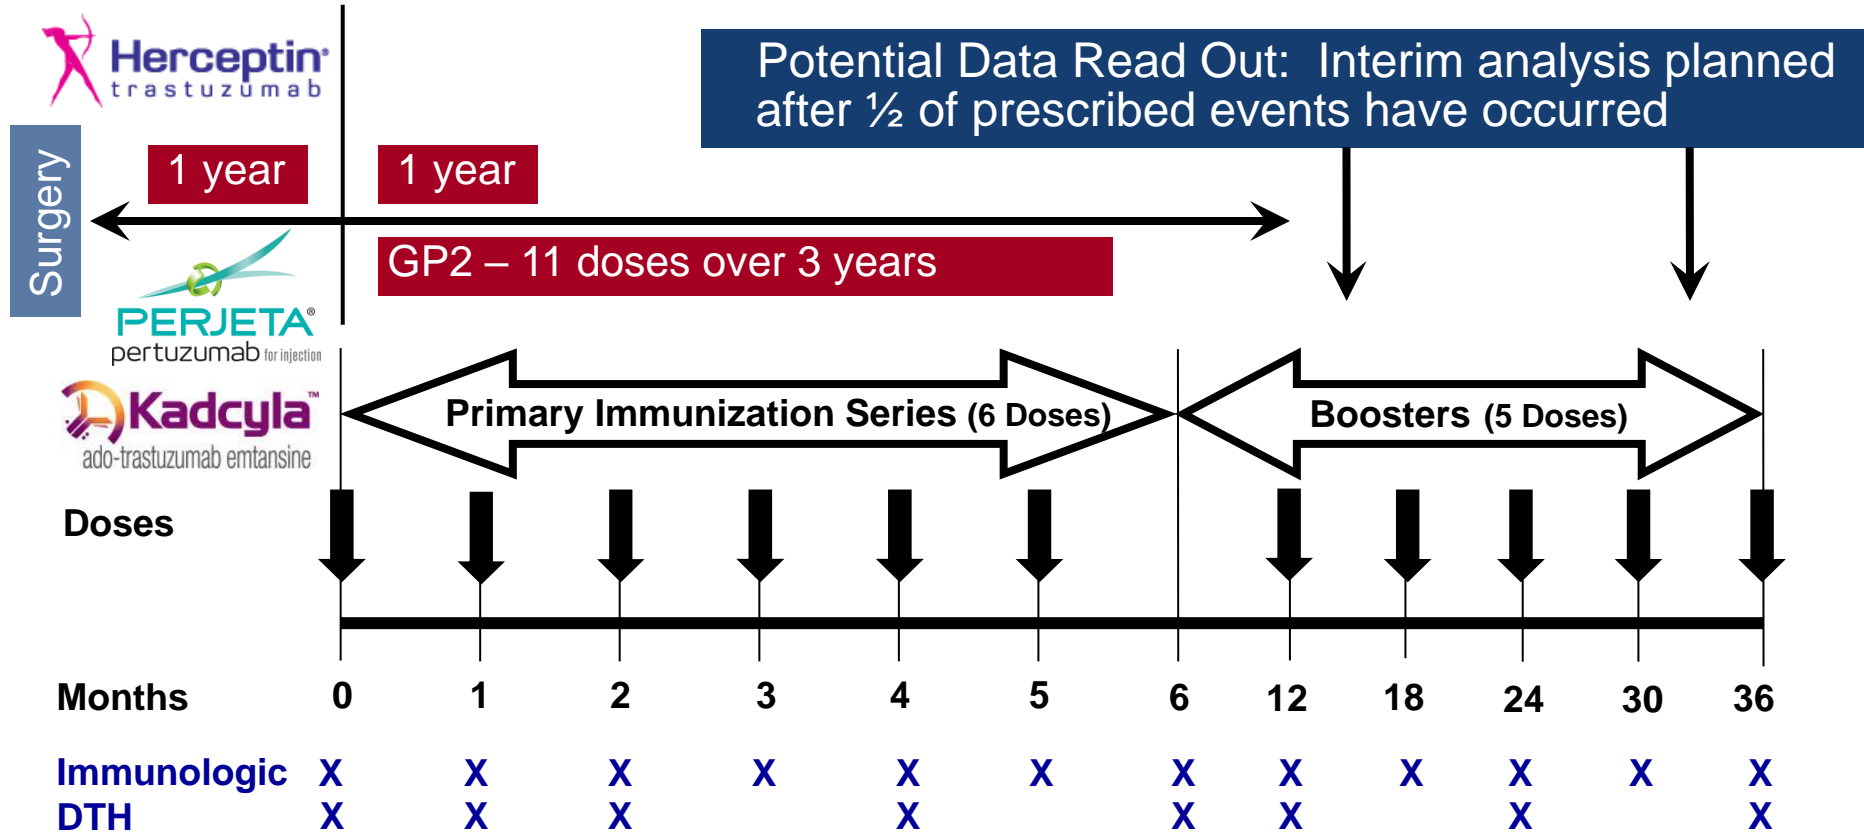 Herceptin®
trastuzumab
Potential Data Read Out: Interim analysis planned
after ½ of prescribed events have occurred
Surgery
1 year
1 year
GP2 – 11 doses over 3 years
PERJETA®
pertuzumab for injection
Kadcyla™
ado-trastuzumab emtansine
Primary Immunization Series (6 Doses)
Boosters (5 Doses)
Doses
Months 0 1 2 3 4 5 6 12 18 24 30 36
Immunologic X X X X X X X X X X X X
DTH X X X X X X X X